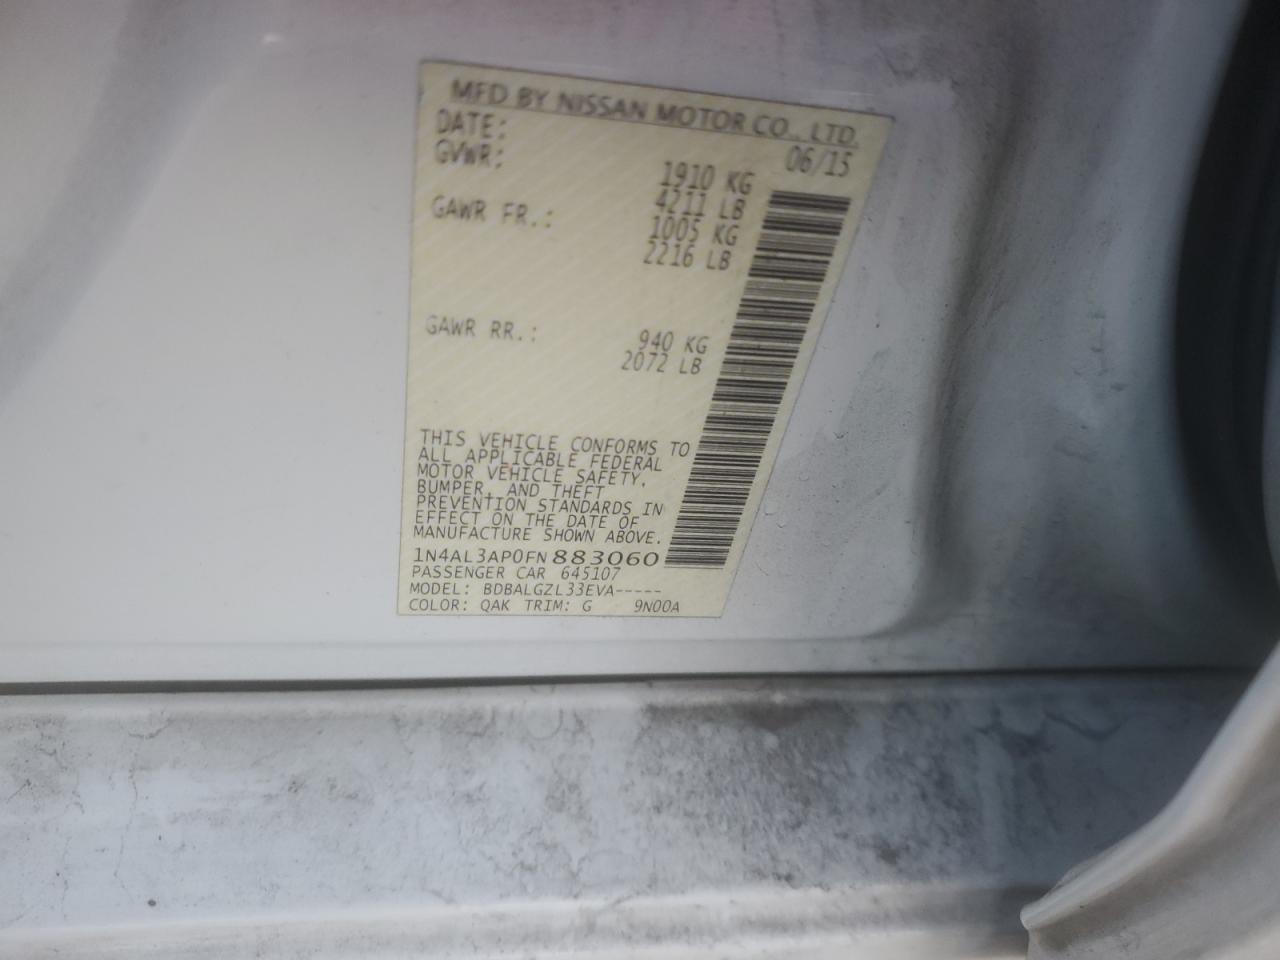 MFD BY NISSAN MOTOR CO., LTD.
DATE: 06/15
GVWR: 1910 KG
4211 LB
GAWR FR.: 1005 KG
2216 LB
GAWR RR.: 940 KG
2072 LB
THIS VEHICLE CONFORMS TO
ALL APPLICABLE FEDERAL
MOTOR VEHICLE SAFETY,
BUMPER, AND THEFT
PREVENTION STANDARDS IN
EFFECT ON THE DATE OF
MANUFACTURE SHOWN ABOVE.
1N4AL3AP0FN883060
PASSENGER CAR 645107
MODEL: BDBALGZL33EVA-----
COLOR: QAK TRIM: G 9N00A